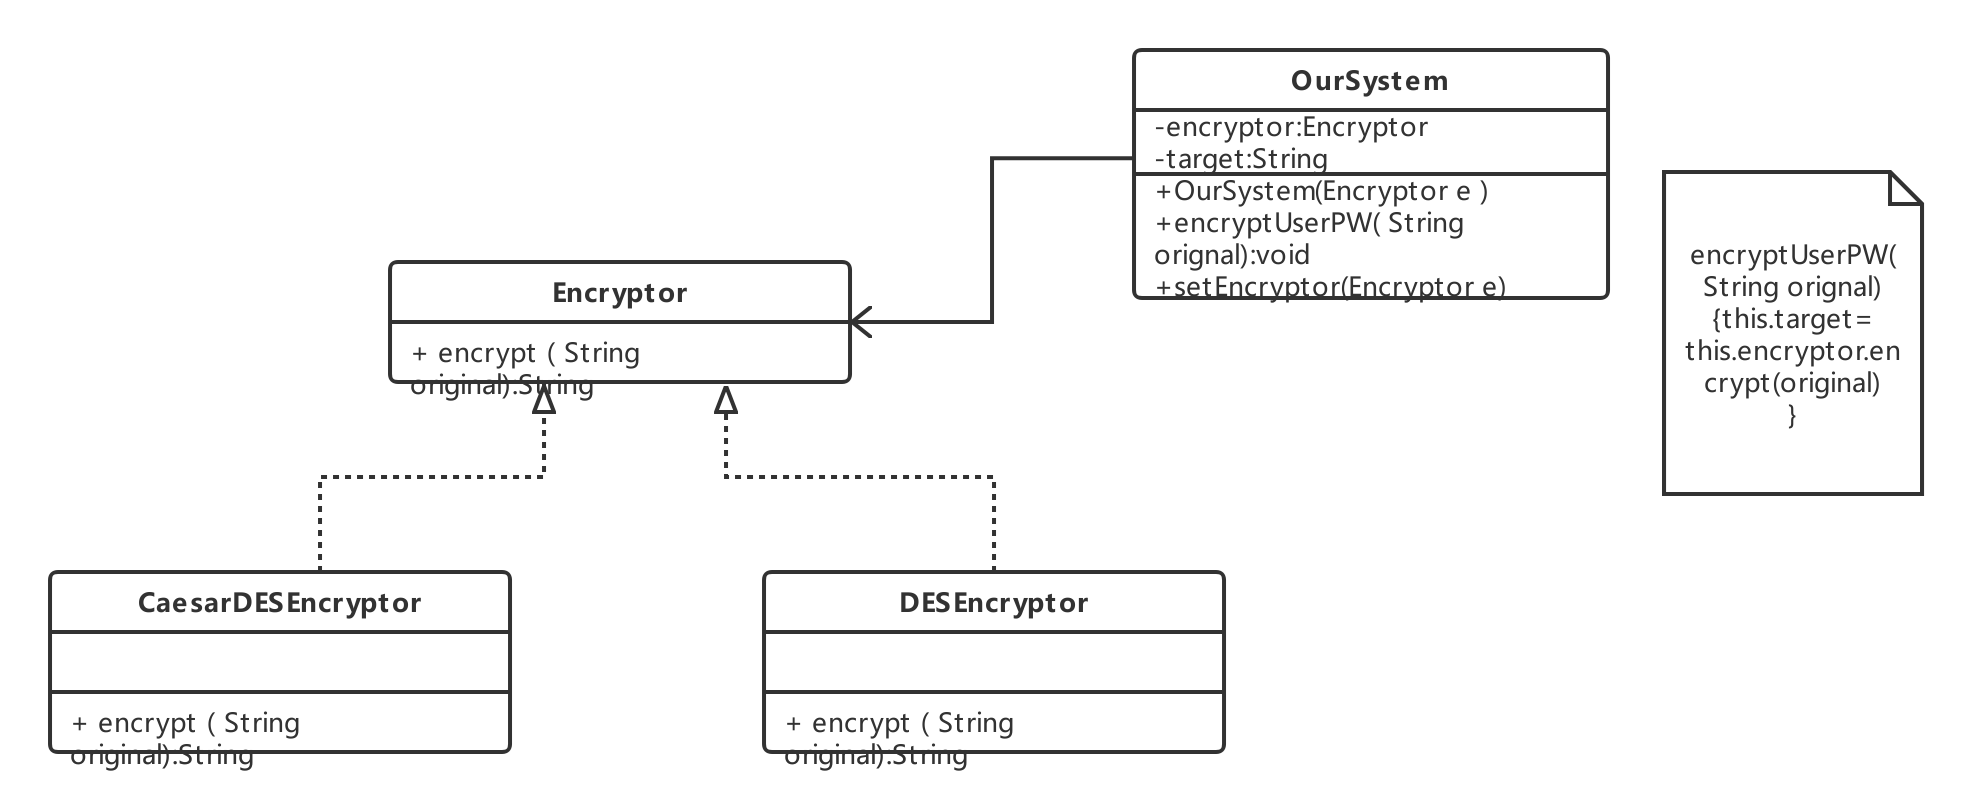 OurSystem
-encryptor:Encryptor
-target:String
+OurSystem(Encryptor e )
+encryptUserPW( String
orignal):void
+setEncryptor(Encryptor e)
encryptUserPW(
String orignal)
{this.target=
this.encryptor.en
crypt(original)
}
Encryptor
+ encrypt ( String
original):String
CaesarDESEncryptor
+ encrypt ( String
original):String
DESEncryptor
+ encrypt ( String
original):String